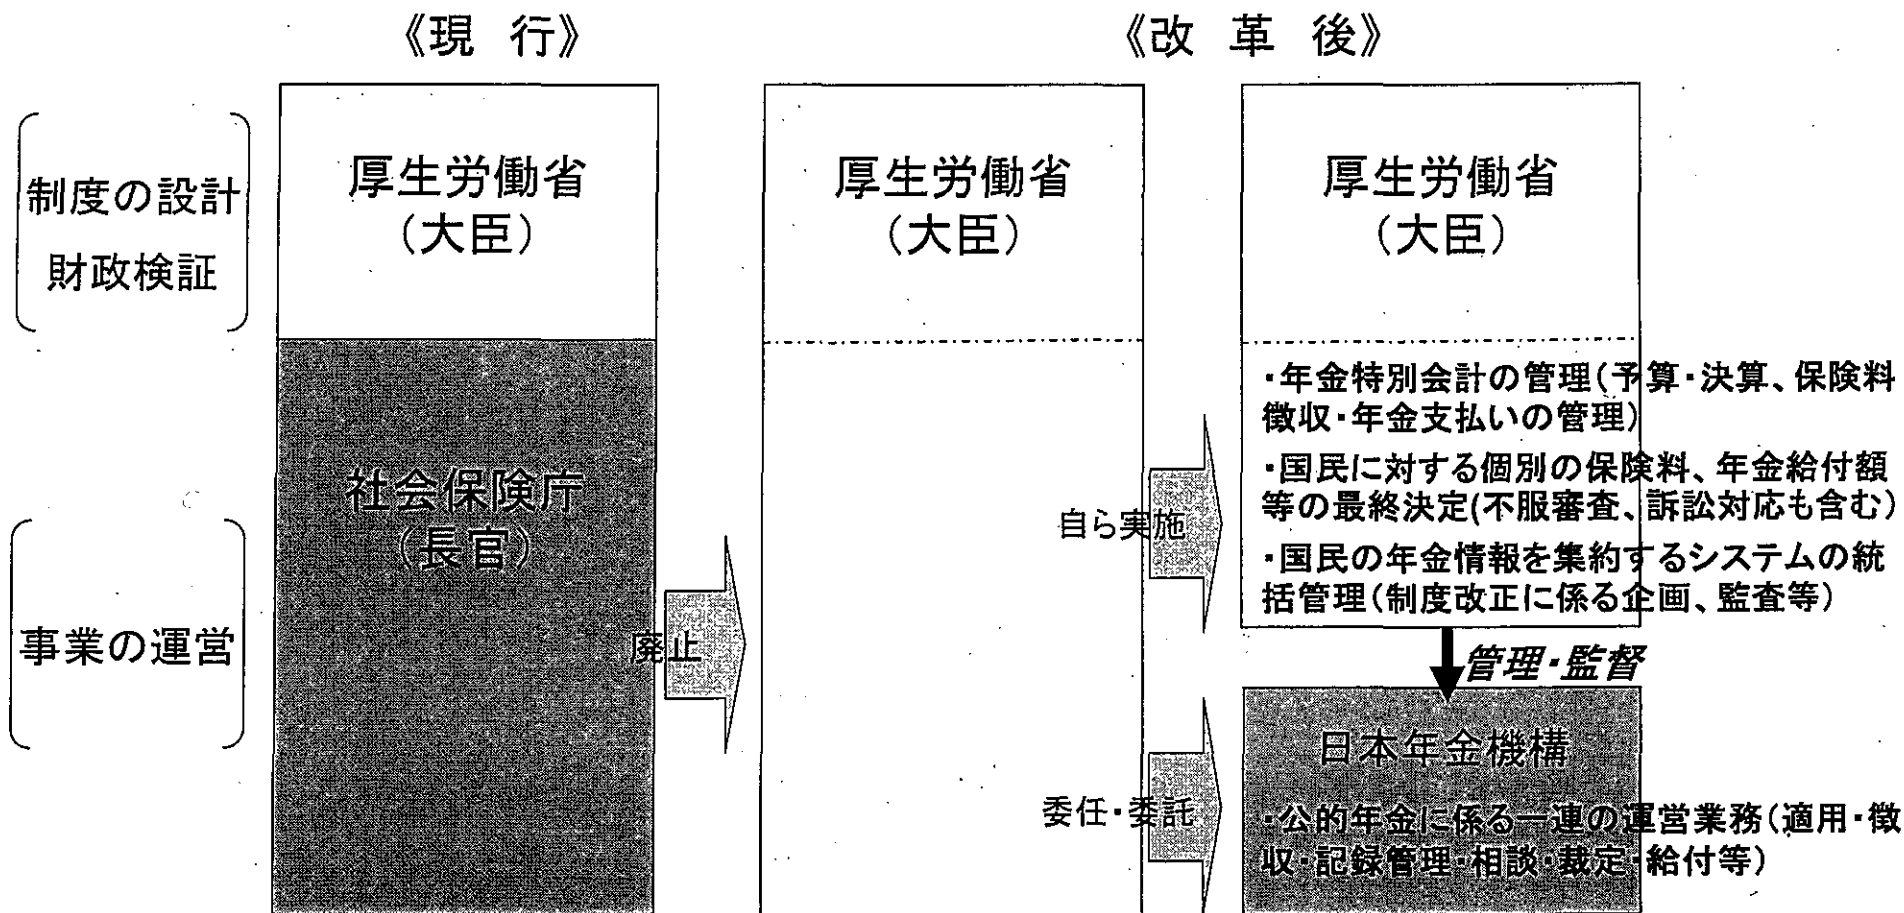 《現 行》
《改 革 後》
制度の設計
財政検証
事業の運営
厚生労働省
(大臣)
社会保険庁
(長官)
廃止
厚生労働省
(大臣)
自ら実施
委任・委託
厚生労働省
(大臣)
・年金特別会計の管理(予算・決算、保険料
徴収・年金支払いの管理)
・国民に対する個別の保険料、年金給付額
等の最終決定(不服審査、訴訟対応も含む)
・国民の年金情報を集約するシステムの統
括管理(制度改正に係る企画、監査等)
管理・監督
日本年金機構
・公的年金に係る一連の運営業務(適用・徴
収・記録管理・相談・裁定・給付等)